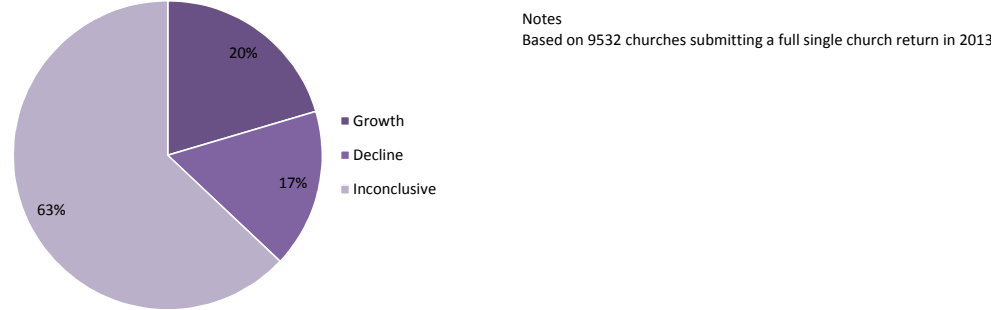 20%
17%
63%
Growth
Decline
Inconclusive
Notes
Based on 9532 churches submitting a full single church return in 2013